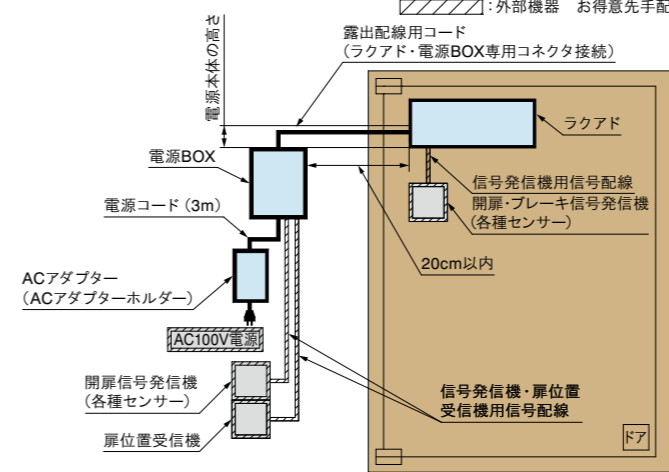 ：外部機器 お得意先手配
露出配線用コード
（ラクアド・電源BOX専用コネクタ接続）
電源本体の高さ
ラクアド
電源BOX
信号発信機用信号配線
開扉・ブレーキ信号発信機
（各種センサー）
電源コード（3m）
20cm以内
ACアダプター
（ACアダプターホルダー）
AC100V電源
開扉信号発信機
（各種センサー）
信号発信機・扉位置
受信機用信号配線
扉位置受信機
ドア